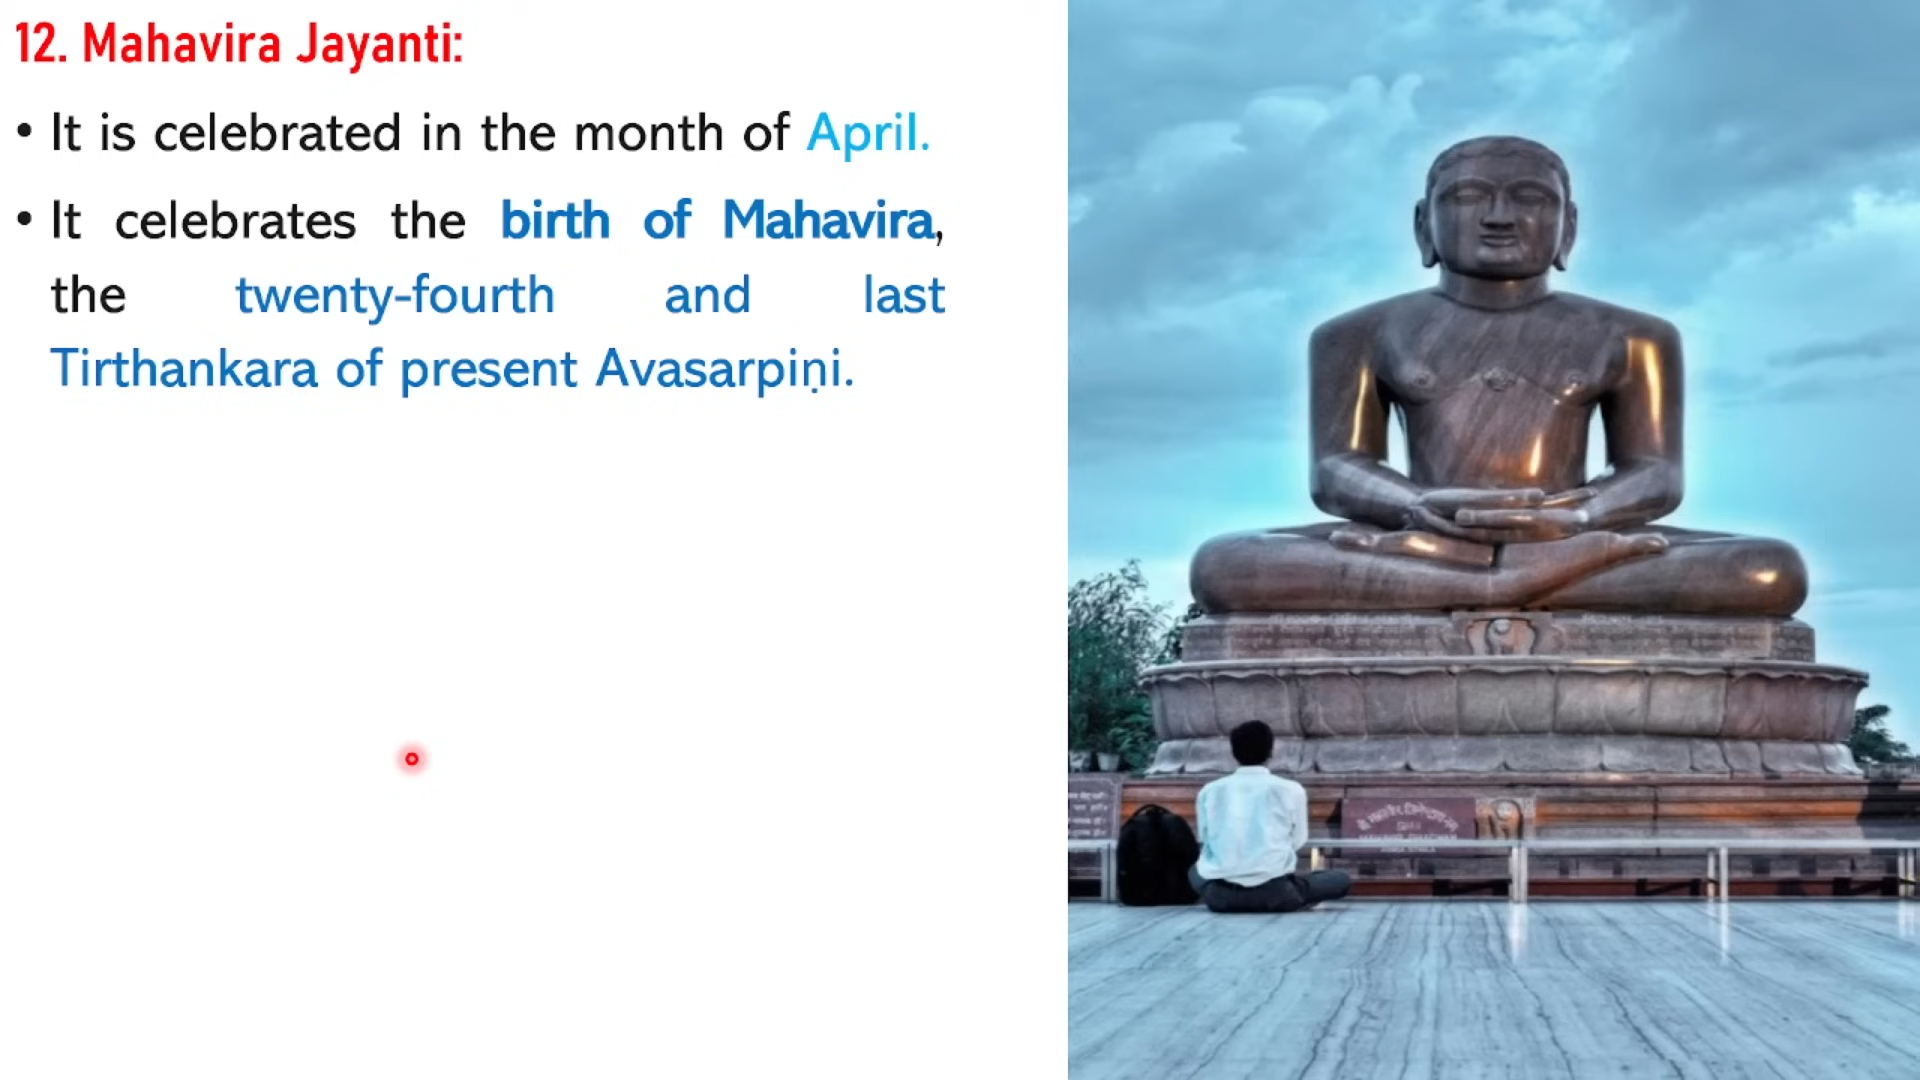 12. Mahavira Jayanti:
• It is celebrated in the month of April.
• It celebrates the birth of Mahavira,
the twenty-fourth and last
Tirthankara of present Avasarpiṇi.